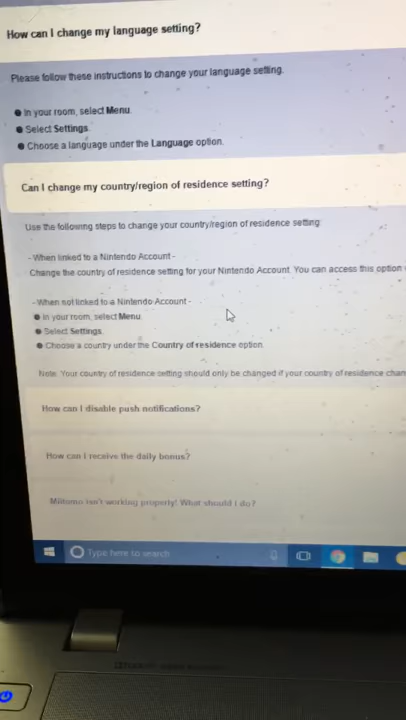 How can I change my language setting?
Please follow these instructions to change your language setting.
● In your room, select Menu.
● Select Settings.
● Choose a language under the Language option.
Can I change my country/region of residence setting?
Use the following steps to change your country/region of residence setting:
- When linked to a Nintendo Account -
Change the country of residence setting for your Nintendo Account. You can access this option
- When not linked to a Nintendo Account -
● In your room, select Menu.
● Select Settings.
● Choose a country under the Country of residence option.
Note: Your country of residence setting should only be changed if your country of residence chan
How can I disable push notifications?
How can I receive the daily bonus?
Miitomo isn't working properly! What should I do?
Type here to search